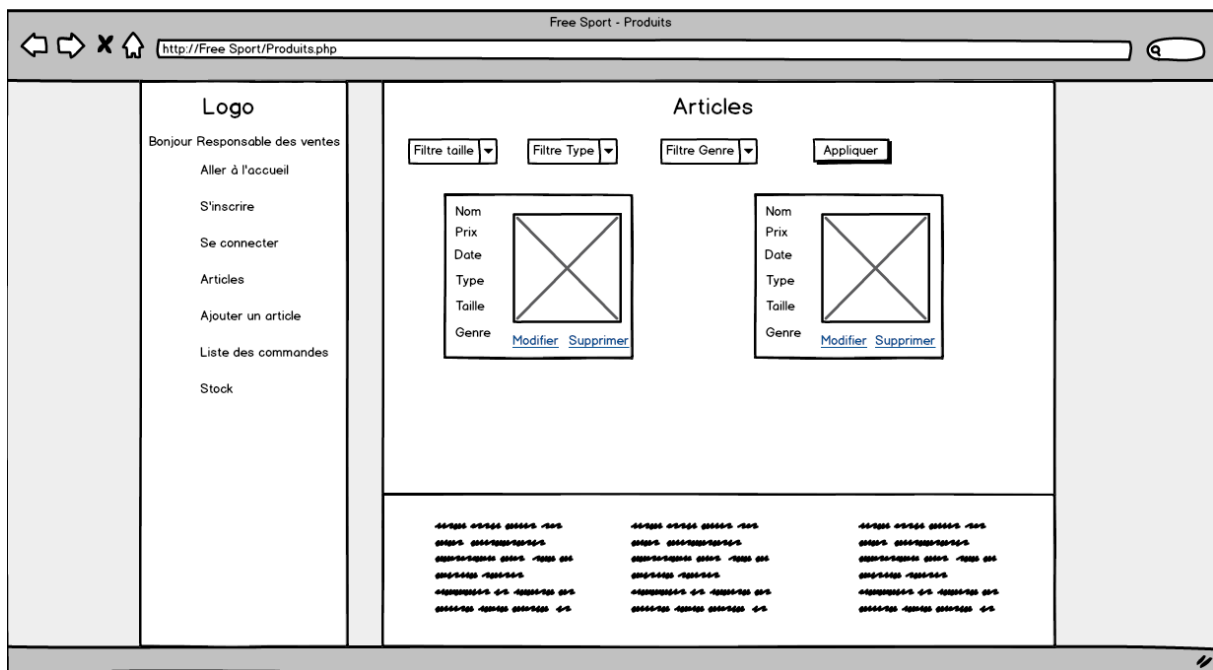 Free Sport - Produits
http://Free Sport/Produits.php
Logo
Bonjour Responsable des ventes
Aller à l'accueil
S'inscrire
Se connecter
Articles
Ajouter un article
Liste des commandes
Stock
Articles
Filtre taille
Filtre Type
Filtre Genre
Appliquer
Nom
Prix
Date
Type
Taille
Genre
Modifier Supprimer
Nom
Prix
Date
Type
Taille
Genre
Modifier Supprimer